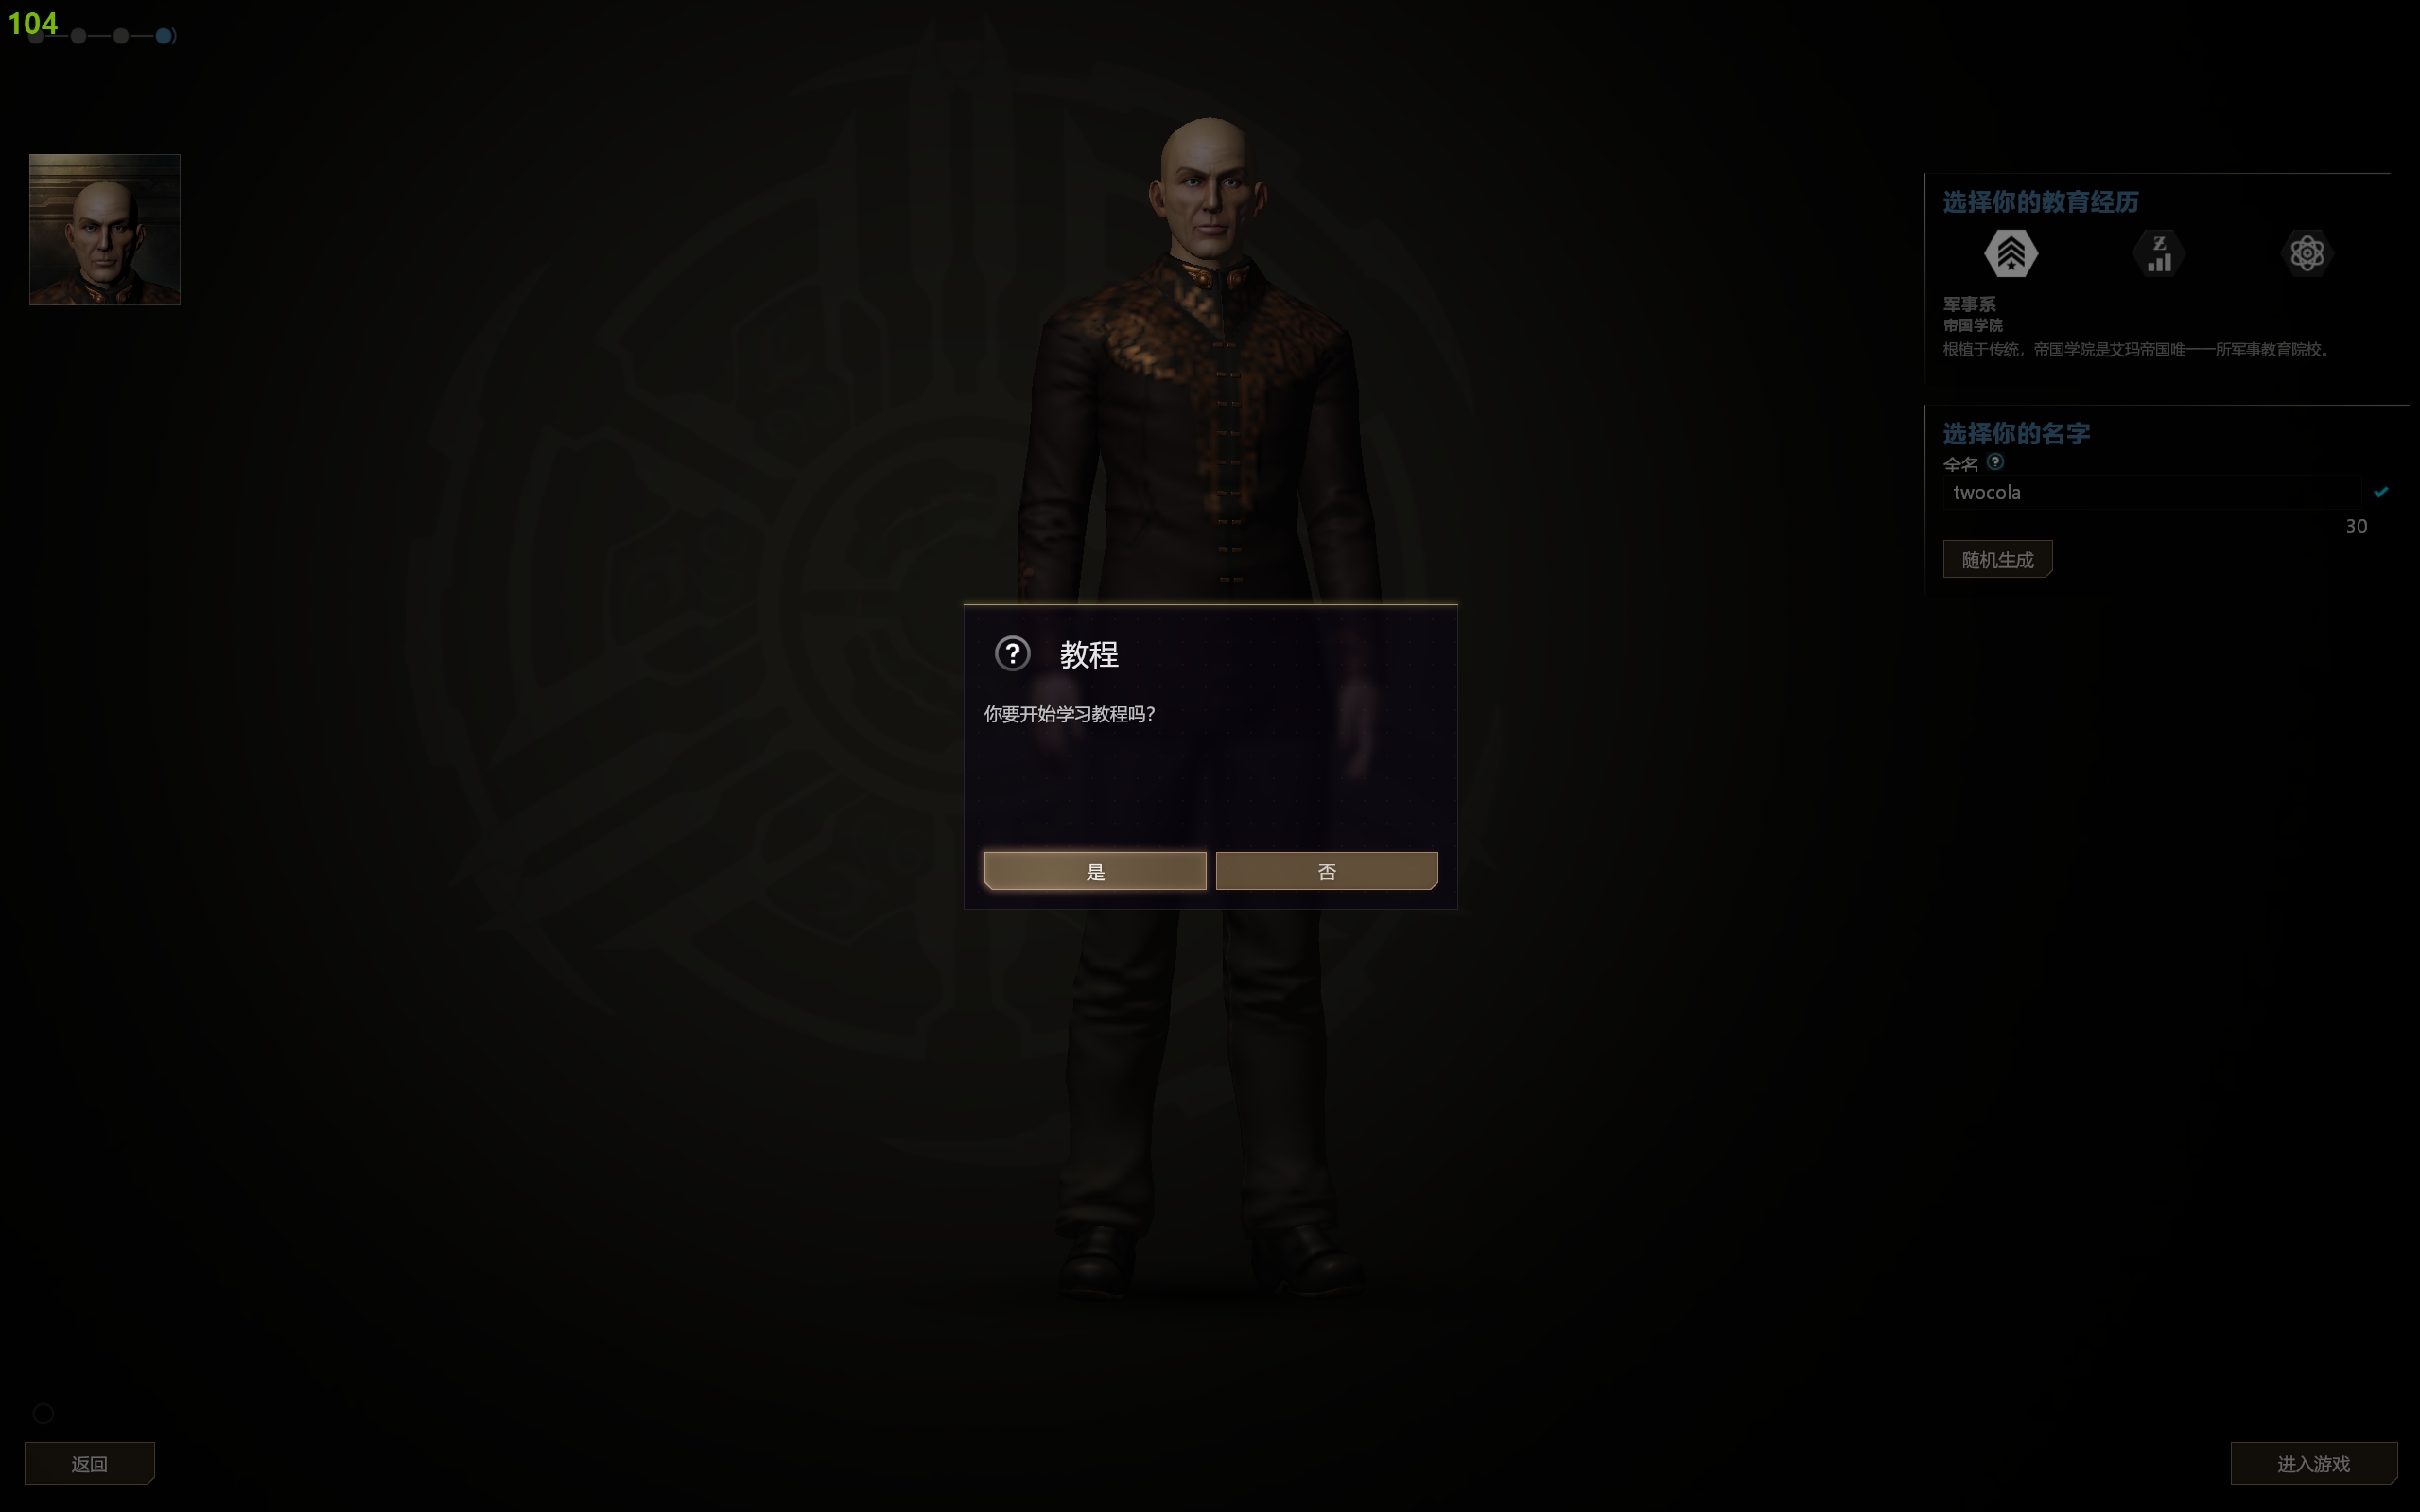 104
选择你的教育经历
军事系
帝国学院
根植于传统，帝国学院是艾玛帝国唯一一所军事教育院校。
选择你的名字
全名
twocola
30
随机生成
教程
你要开始学习教程吗？
是
否
返回
进入游戏